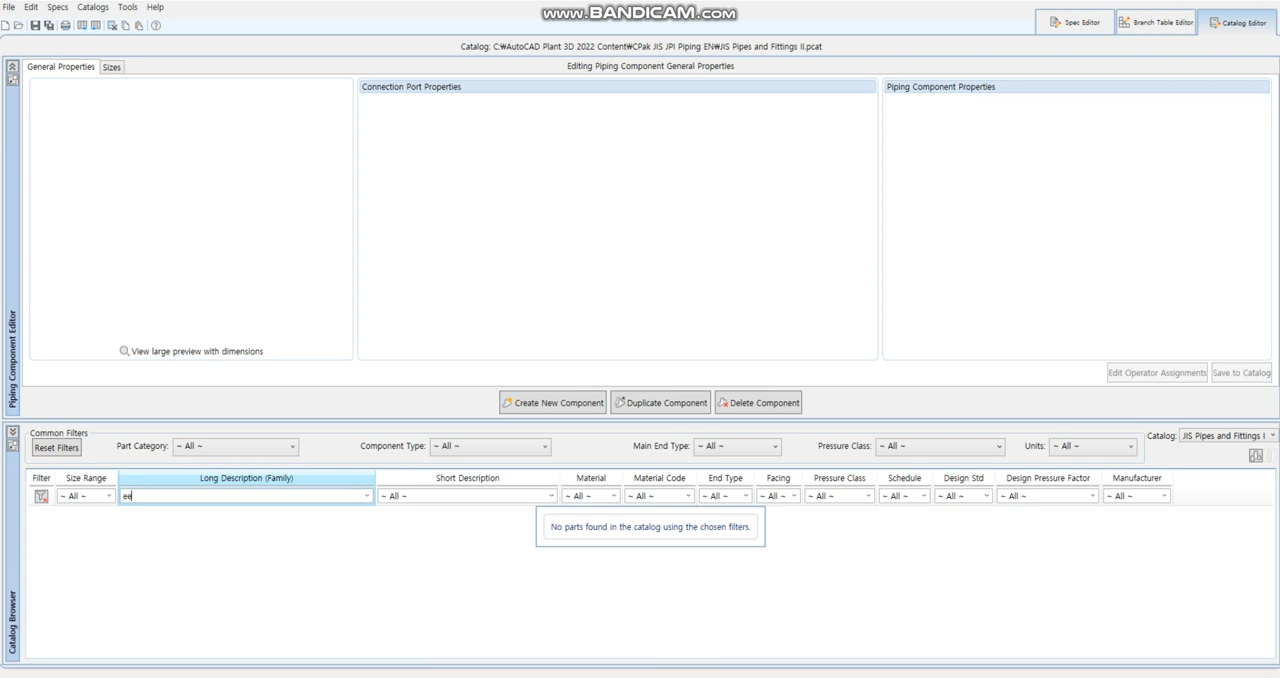 File Edit Specs Catalogs Tools Help
www.BANDICAM.com
Spec Editor Branch Table Editor Catalog Editor
Catalog: C:₩AutoCAD Plant 3D 2022 Content₩CPak JIS JPI Piping EN₩JIS Pipes and Fittings II.pcat
General Properties Sizes Editing Piping Component General Properties
Connection Port Properties Piping Component Properties
View large preview with dimensions
Piping Component Editor
Edit Operator Assignments Save to Catalog
Create New Component Duplicate Component Delete Component
Common Filters
Reset Filters Part Category: ~ All ~ Component Type: ~ All ~ Main End Type: ~ All ~ Pressure Class: ~ All ~ Units: ~ All ~ Catalog: JIS Pipes and Fittings I
Filter Size Range Long Description (Family) Short Description Material Material Code End Type Facing Pressure Class Schedule Design Std Design Pressure Factor Manufacturer
~ All ~ ee ~ All ~ ~ All ~ ~ All ~ ~ All ~ ~ All ~ ~ All ~ ~ All ~ ~ All ~ ~ All ~ ~ All ~
No parts found in the catalog using the chosen filters.
Catalog Browser